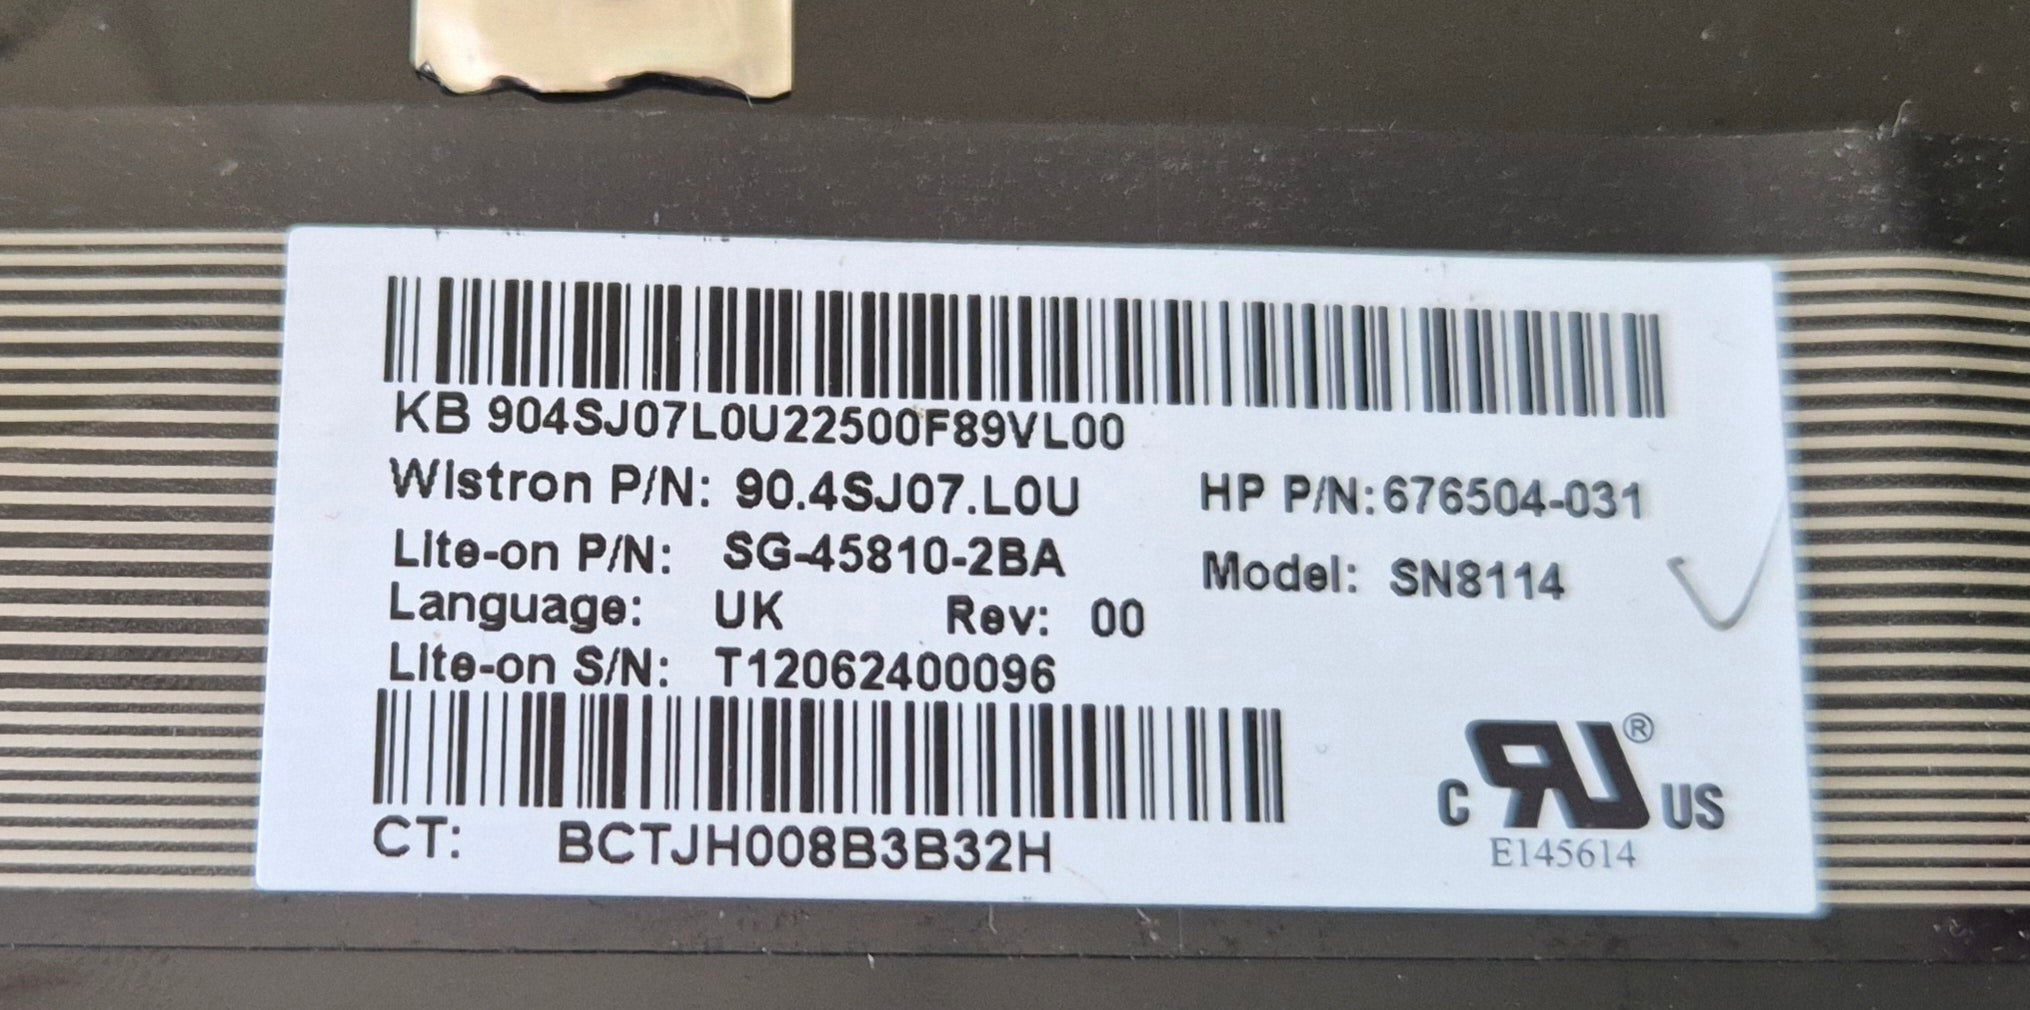 KB 904SJ07L0U22500F89VL00
Wistron P/N: 90.4SJ07.L0U HP P/N:676504-031
Lite-on P/N: SG-45810-2BA Model: SN8114
Language: UK Rev: 00
Lite-on S/N: T12062400096
CT: BCTJH008B3B32H
C RU ® US
E145614